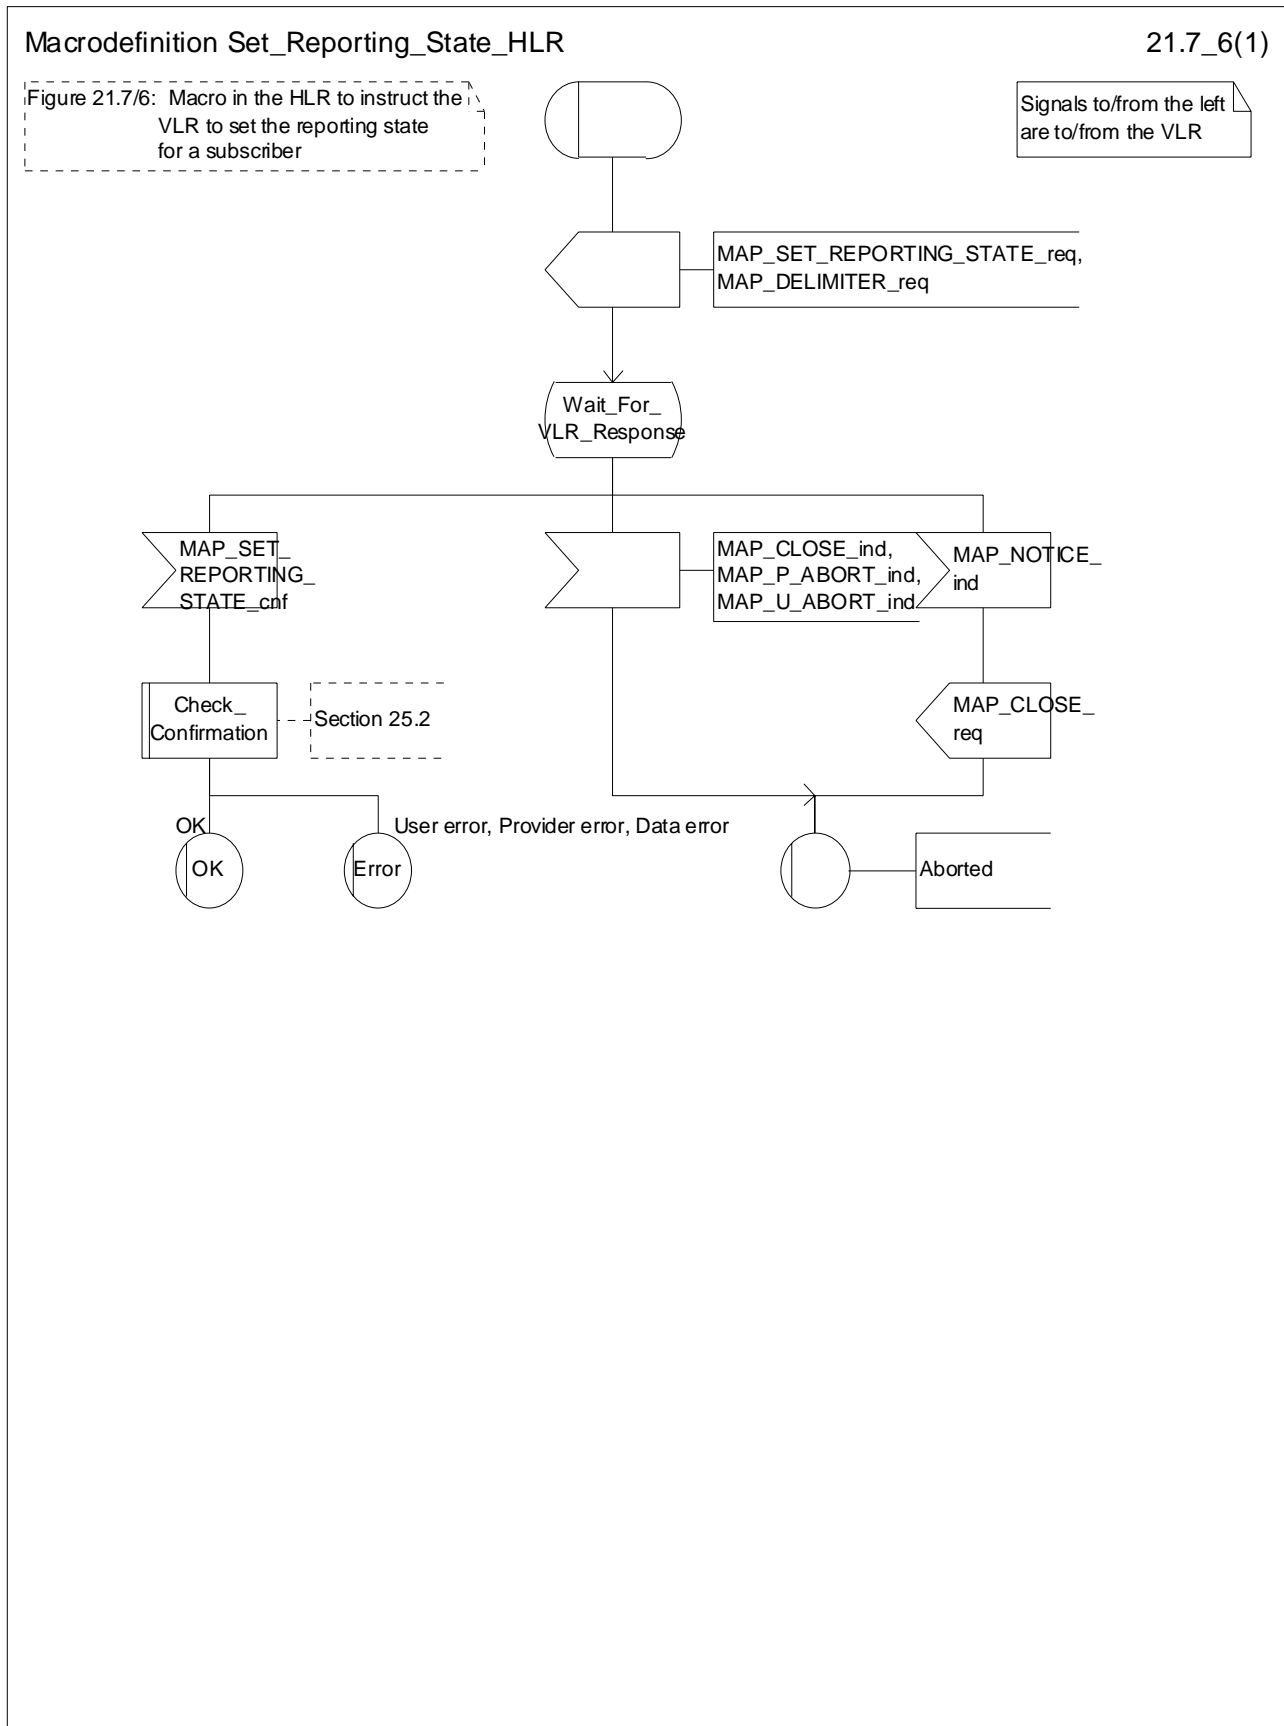 Macrodefinition Set_Reporting_State_HLR
21.7_6(1)
Figure 21.7/6: Macro in the HLR to instruct the
VLR to set the reporting state
for a subscriber
Signals to/from the left
are to/from the VLR
MAP_SET_REPORTING_STATE_req,
MAP_DELIMITER_req
Wait_For_
VLR_Response
MAP_SET_
REPORTING_
STATE_cnf
MAP_CLOSE_ind,
MAP_P_ABORT_ind,
MAP_U_ABORT_ind
MAP_NOTICE_
ind
Check_
Confirmation
Section 25.2
MAP_CLOSE_
req
OK
User error, Provider error, Data error
OK
Error
Aborted